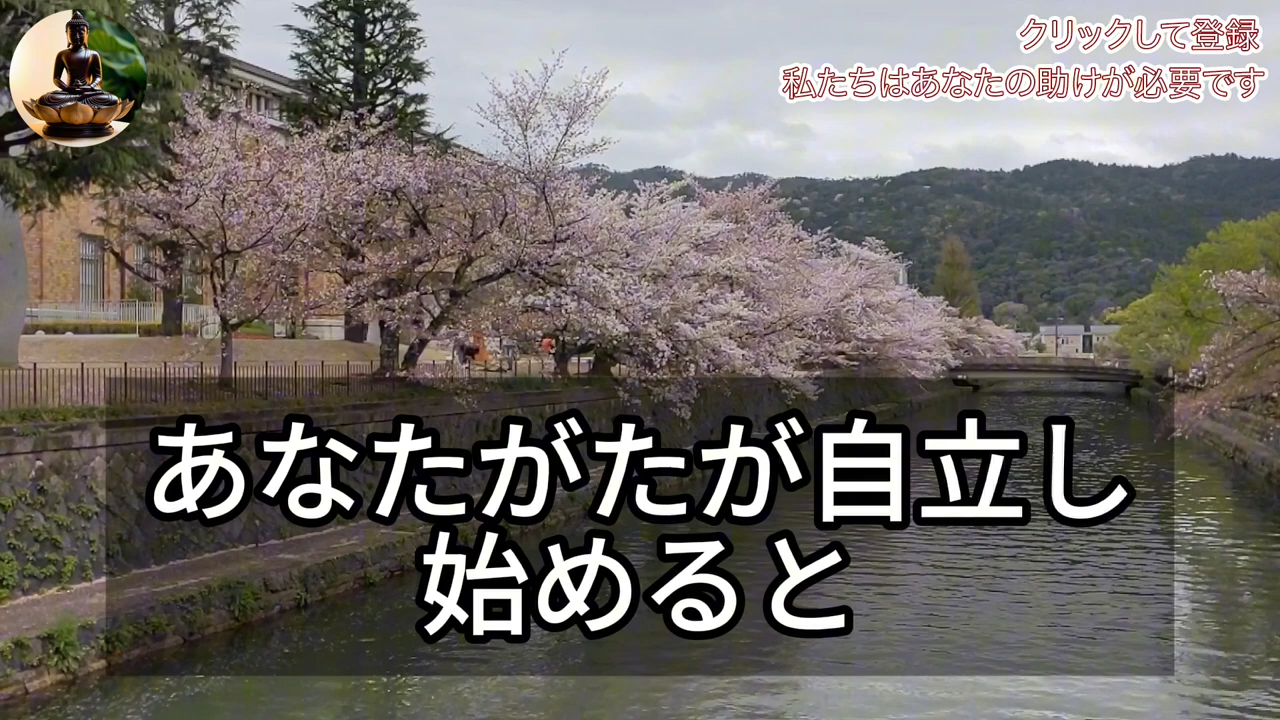 クリックして登録
私たちはあなたの助けが必要です
あなたがたが自立し
始めると